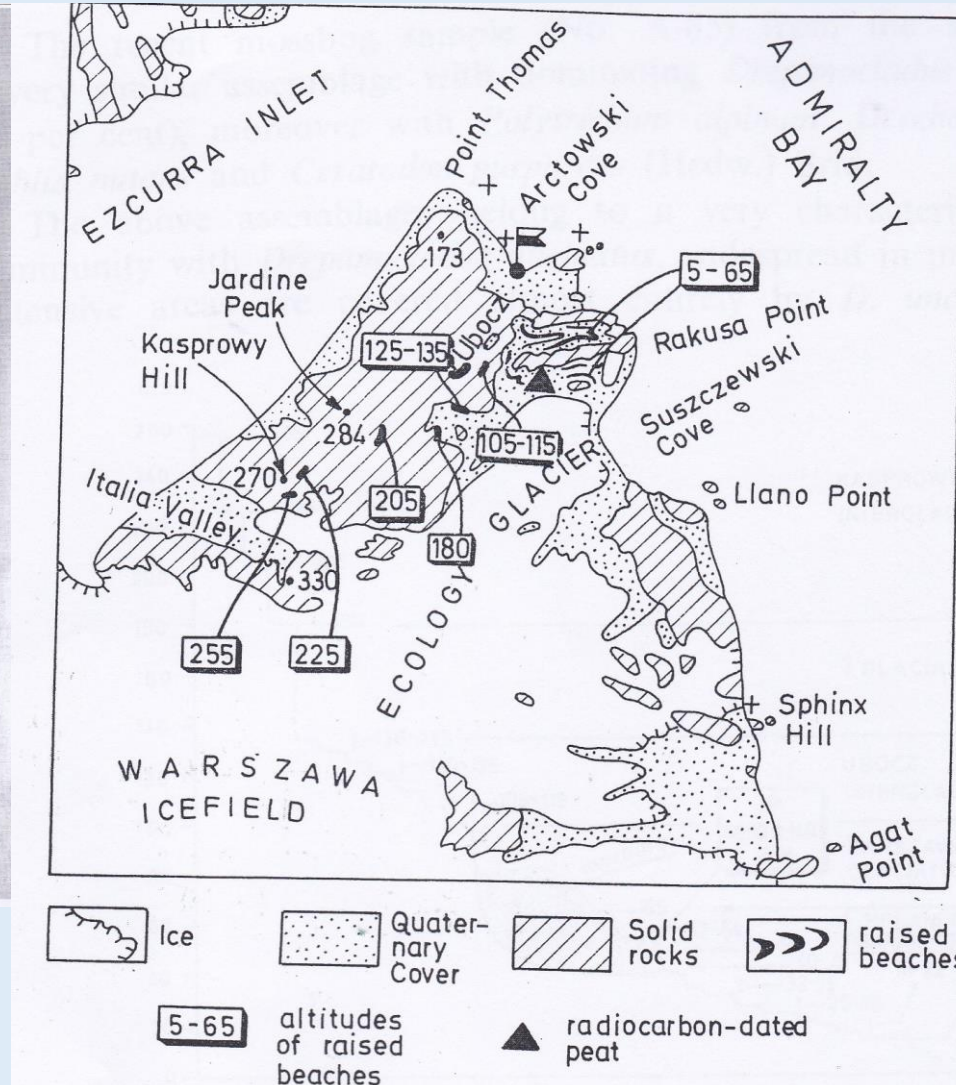 EZCURRA INLET
Point Thomas
Arctowski
Cove
ADMIRALTY
BAY
173
Ubocz
5-65
Jardine
Peak
Kasprowy
Hill
125-135
Rakusa Point
Suszczewski
Cove
284
105-115
270
205
Italia Valley
180
Llano Point
GLACIER
ECOLOGY
330
255
225
Sphinx
Hill
WARSZAWA
ICEFIELD
Agat
Point
Ice
Quater-
nary
Cover
Solid
rocks
raised
beaches
5-65
altitudes
of raised
beaches
radiocarbon-dated
peat